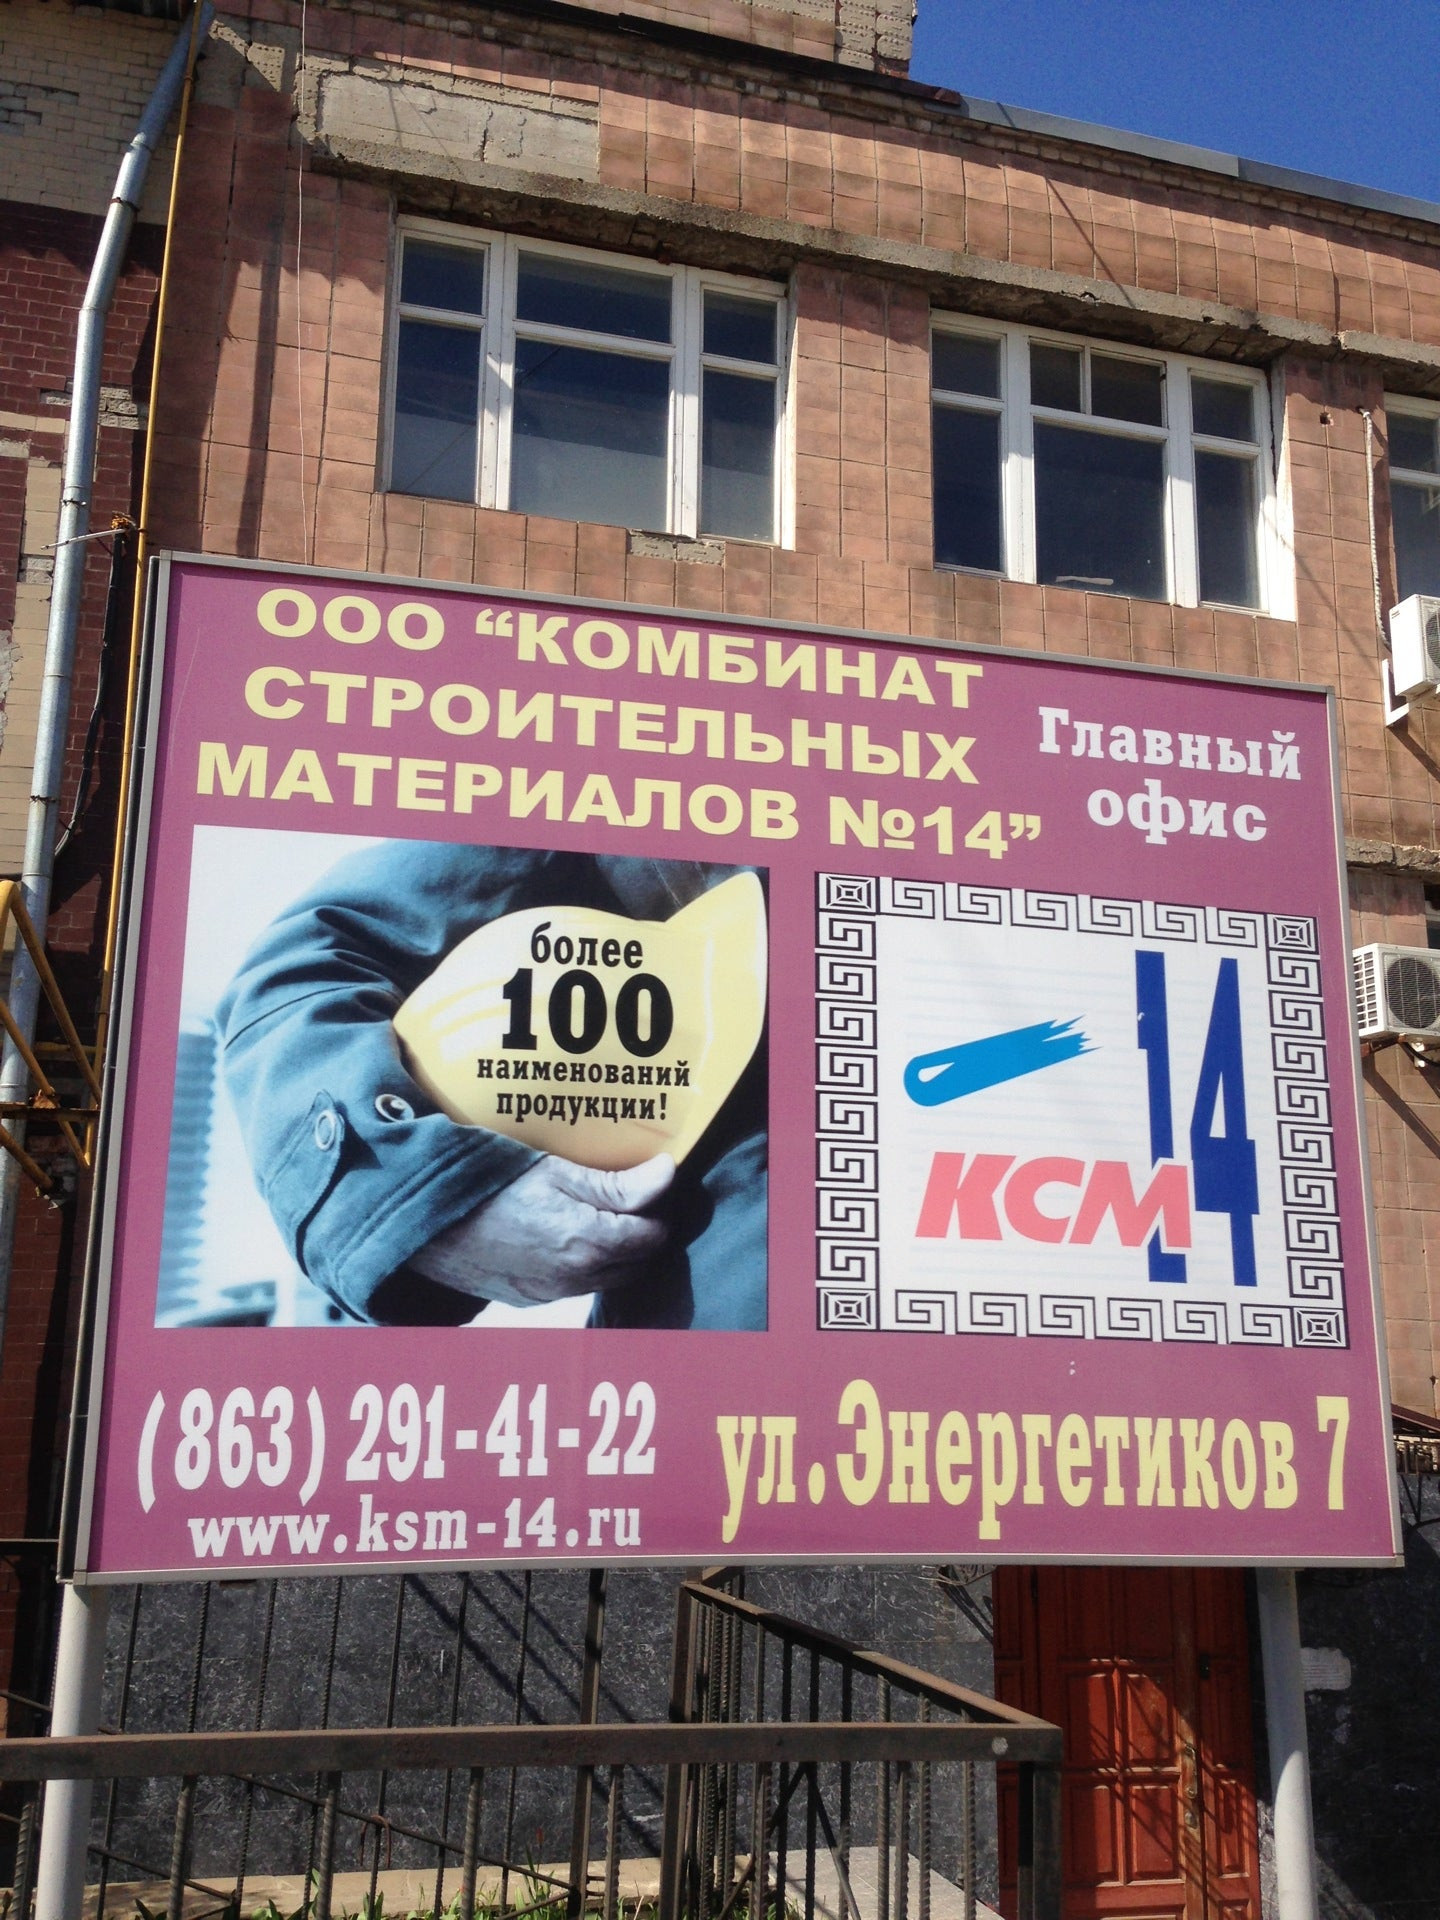 ООО “КОМБИНАТ
СТРОИТЕЛЬНЫХ
МАТЕРИАЛОВ №14”
Главный
офис
более
100
наименований
продукции!
14
КСМ
(863) 291-41-22
www.ksm-14.ru
ул.Энергетиков 7